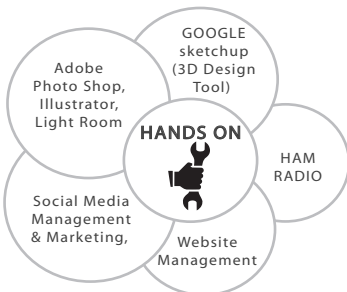 GOOGLE
sketchup
(3D Design
Tool)
Adobe
Photo Shop,
Illustrator,
Light Room
HANDS ON
HAM
RADIO
Social Media
Management
& Marketing,
Website
Management